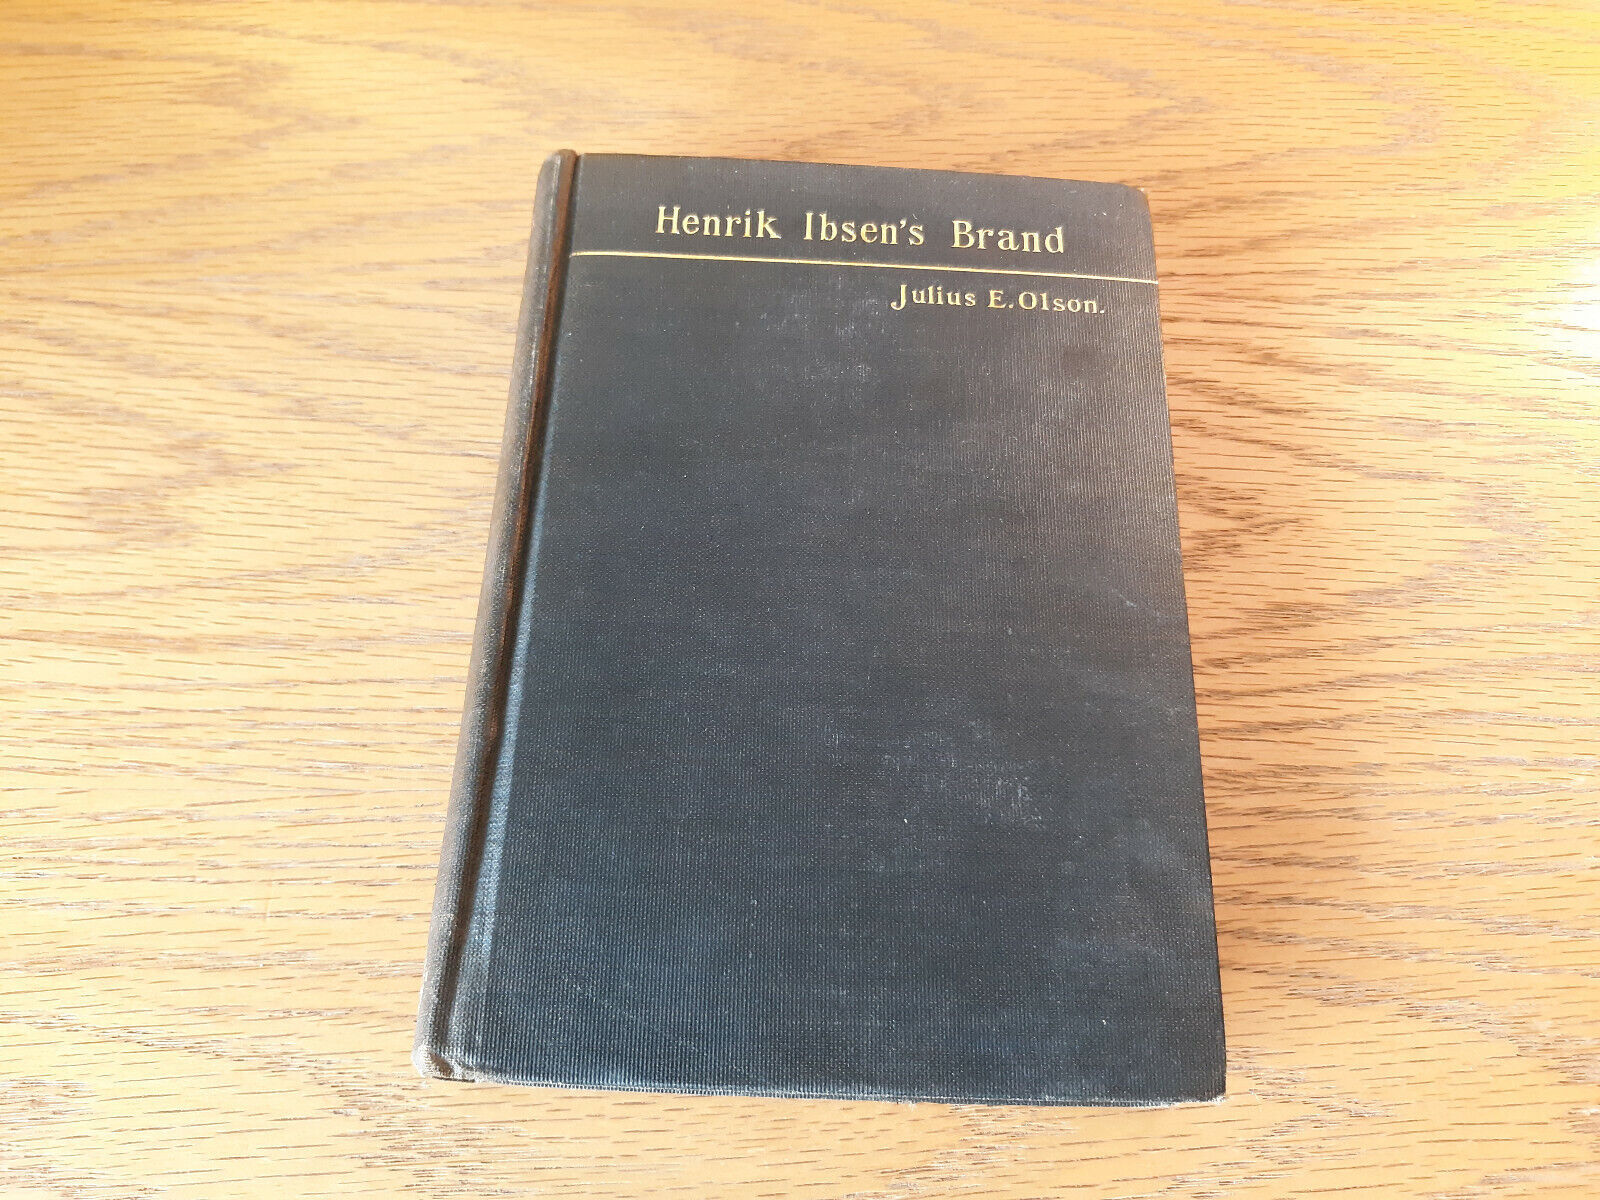 Henrik Ibsen's Brand
Julius E. Olson.